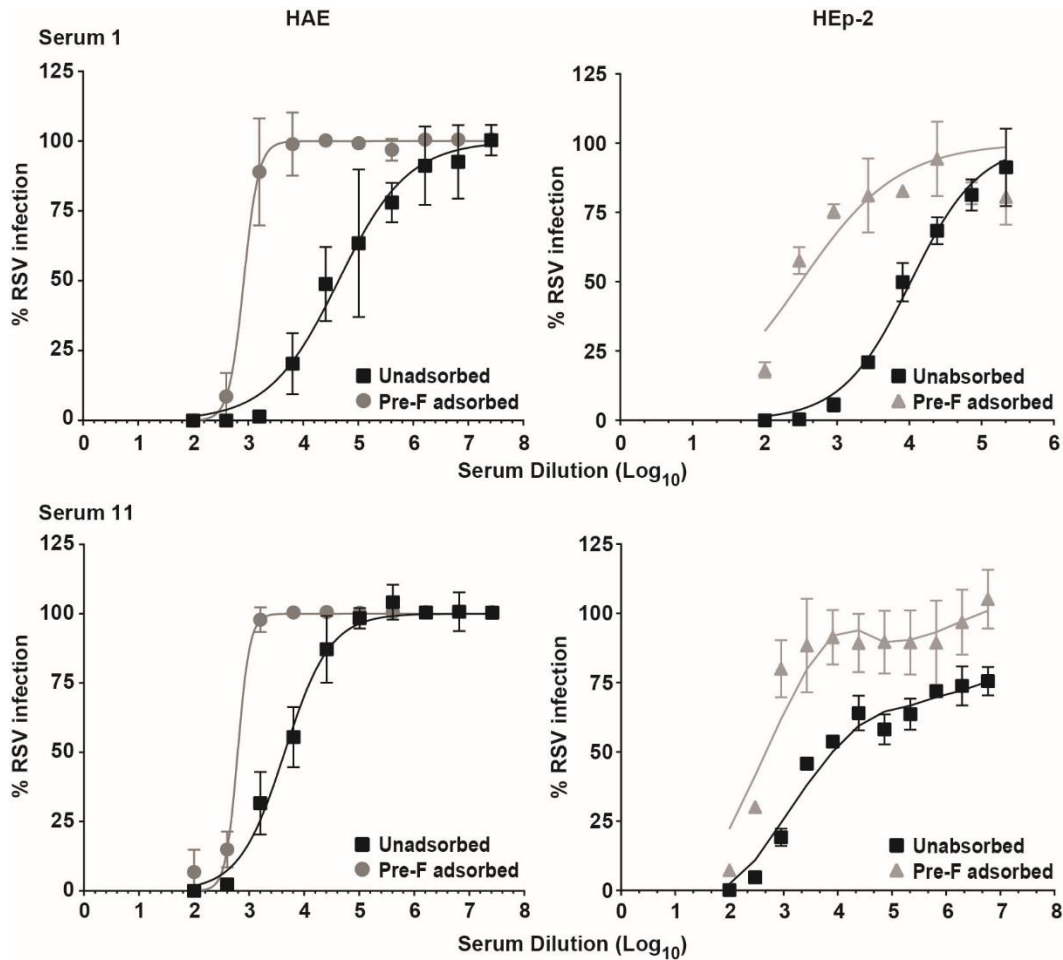 HAE
HEp-2
Serum 1
125
100
75
50
25
0
% RSV infection
Unadsorbed
Pre-F adsorbed
0 1 2 3 4 5 6 7 8
125
100
75
50
25
0
% RSV infection
Unabsorbed
Pre-F adsorbed
0 1 2 3 4 5 6
Serum Dilution (Log10)
Serum 11
125
100
75
50
25
0
% RSV infection
Unadsorbed
Pre-F adsorbed
0 1 2 3 4 5 6 7 8
125
100
75
50
25
0
% RSV infection
Unabsorbed
Pre-F adsorbed
0 1 2 3 4 5 6 7 8
Serum Dilution (Log10)